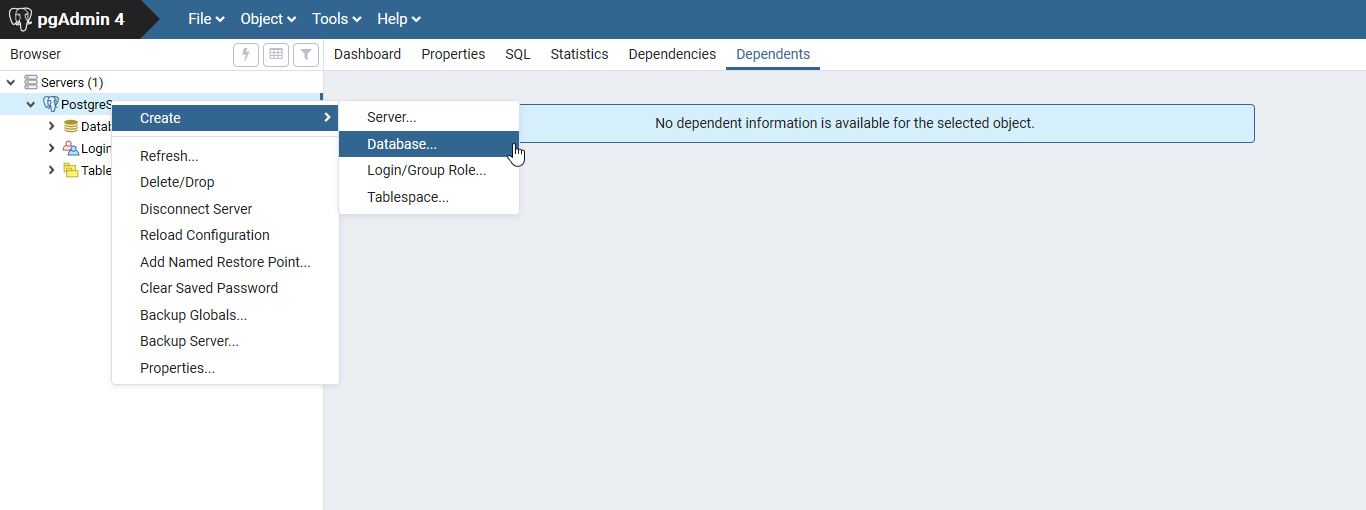 pgAdmin 4
File Object Tools Help
Browser
Dashboard Properties SQL Statistics Dependencies Dependents
Servers (1)
PostgreS
Datab
Login
Table
Create
Refresh...
Delete/Drop
Disconnect Server
Reload Configuration
Add Named Restore Point...
Clear Saved Password
Backup Globals...
Backup Server...
Properties...
Server...
Database...
Login/Group Role...
Tablespace...
No dependent information is available for the selected object.